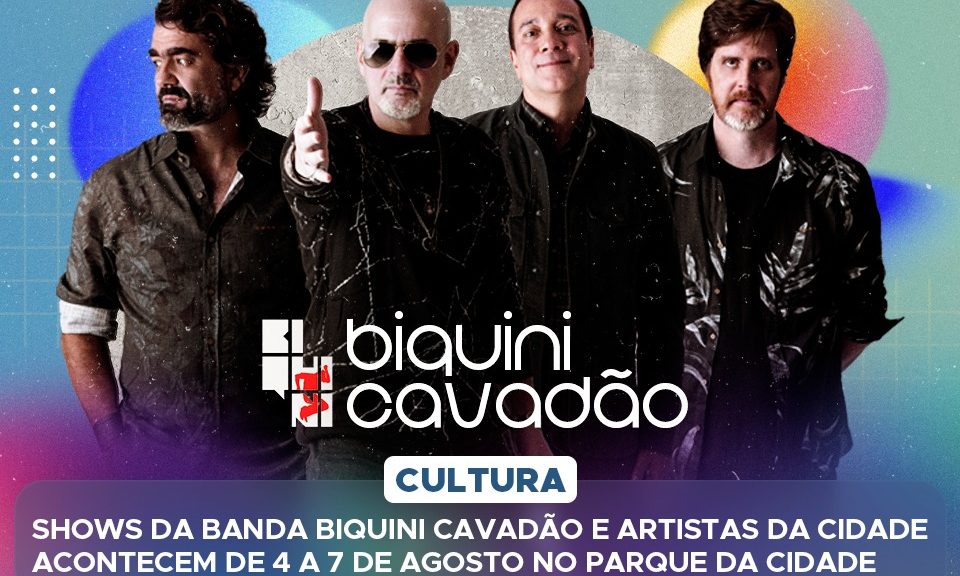 biquini
cavadão
CULTURA
SHOWS DA BANDA BIQUINI CAVADÃO E ARTISTAS DA CIDADE
ACONTECEM DE 4 A 7 DE AGOSTO NO PARQUE DA CIDADE